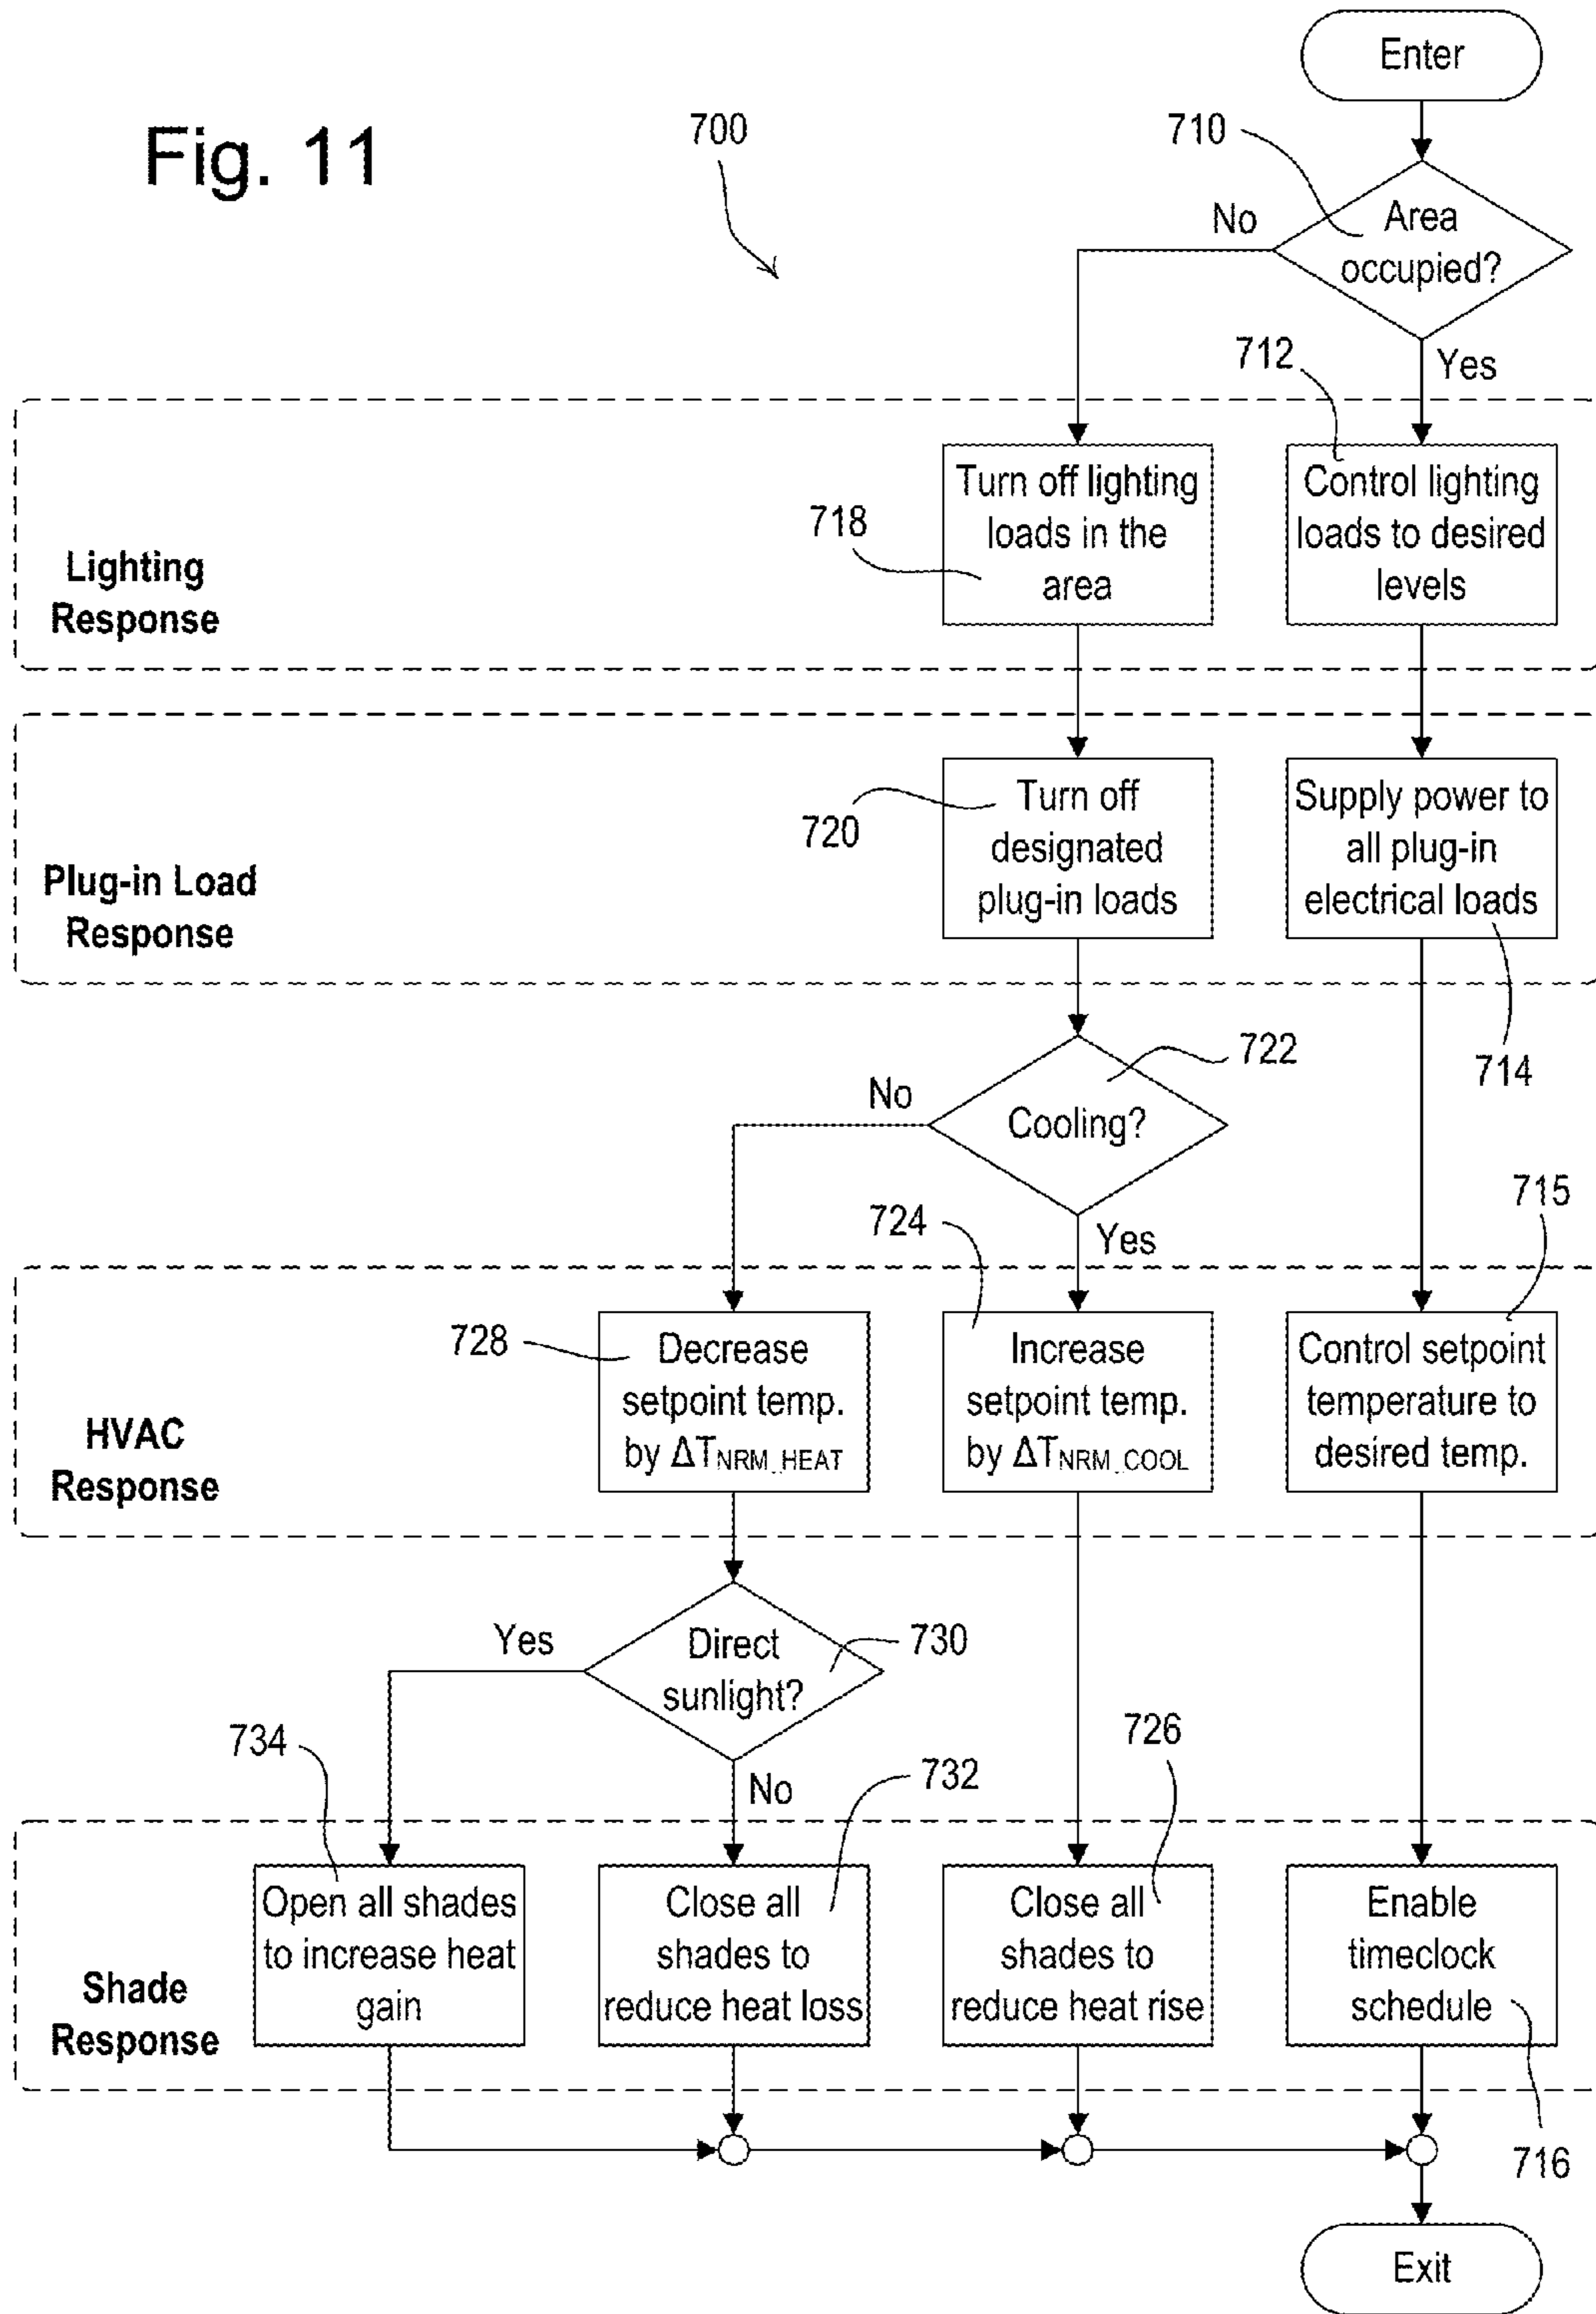 Fig. 11
700
Enter
710
Area
occupied?
No
Yes
712
Lighting
Response
718
Turn off lighting
loads in the
area
Control lighting
loads to desired
levels
Plug-in Load
Response
720
Turn off
designated
plug-in loads
Supply power to
all plug-in
electrical loads
714
722
Cooling?
No
Yes
724
715
HVAC
Response
728
Decrease
setpoint temp.
by ΔTNRM_HEAT
Increase
setpoint temp.
by ΔTNRM_COOL
Control setpoint
temperature to
desired temp.
Direct
sunlight?
730
Yes
No
734
732
726
Shade
Response
Open all shades
to increase heat
gain
Close all
shades to
reduce heat loss
Close all
shades to
reduce heat rise
Enable
timeclock
schedule
716
Exit